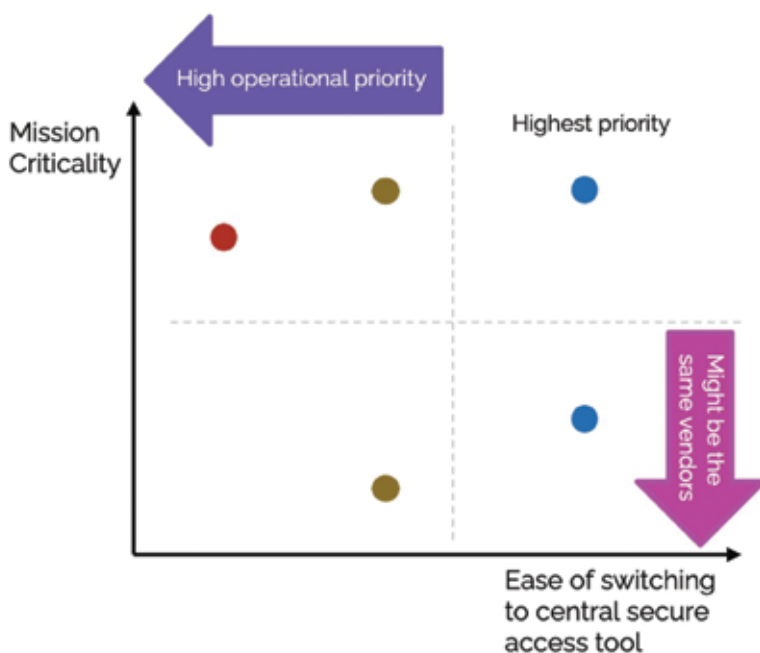 High operational priority
Mission
Criticality
Highest priority
Might be the
same vendors
Ease of switching
to central secure
access tool